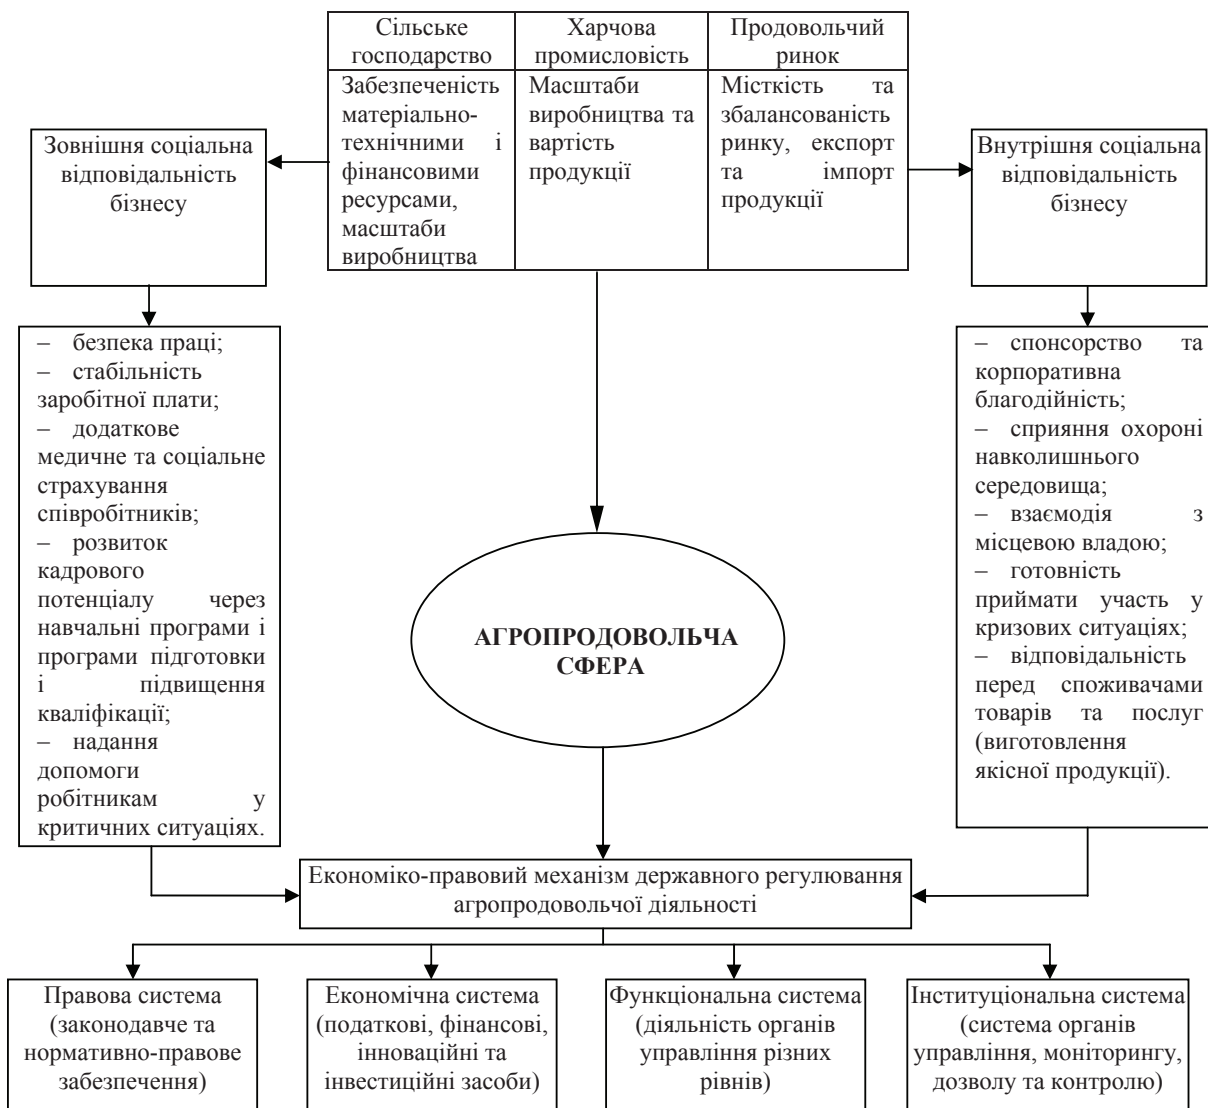 Сільське
господарство
Харчова
промисловість
Продовольчий
ринок
Забезпеченість
матеріально-
технічними і
фінансовими
ресурсами,
масштаби
виробництва
Масштаби
виробництва та
вартість
продукції
Місткість та
збалансованість
ринку, експорт
та імпорт
продукції
Зовнішня соціальна
відповідальність
бізнесу
Внутрішня соціальна
відповідальність
бізнесу
– безпека праці;
– стабільність
заробітної плати;
– додаткове
медичне та соціальне
страхування
співробітників;
– розвиток
кадрового
потенціалу через
навчальні програми і
програми підготовки
і підвищення
кваліфікації;
– надання
допомоги
робітникам у
критичних ситуаціях.
– спонсорство та
корпоративна
благодійність;
– сприяння охороні
навколишнього
середовища;
– взаємодія з
місцевою владою;
– готовність
приймати участь у
кризових ситуаціях;
– відповідальність
перед споживачами
товарів та послуг
(виготовлення
якісної продукції).
АГРОПРОДОВОЛЬЧА
СФЕРА
Економіко-правовий механізм державного регулювання
агропродовольчої діяльності
Правова система
(законодавче та
нормативно-правове
забезпечення)
Економічна система
(податкові, фінансові,
інноваційні та
інвестиційні засоби)
Функціональна система
(діяльність органів
управління різних
рівнів)
Інституціональна система
(система органів
управління, моніторингу,
дозволу та контролю)